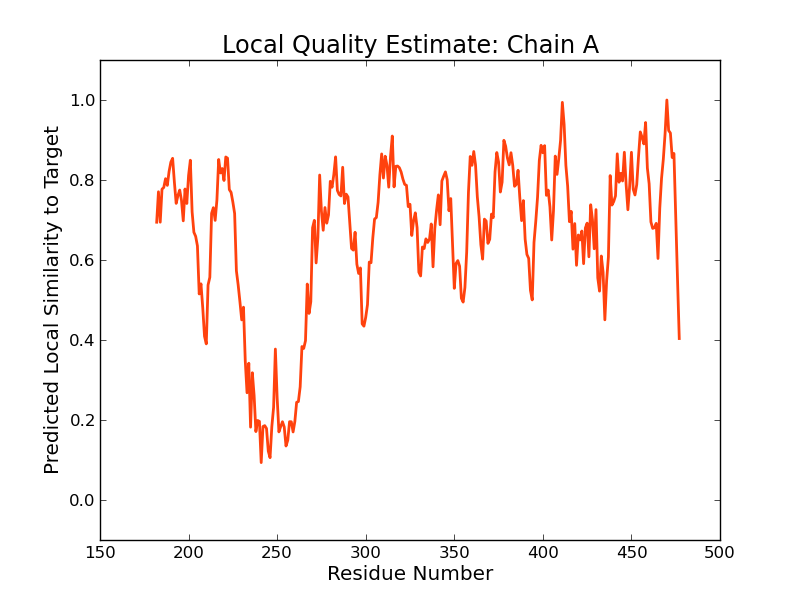 Local Quality Estimate: Chain A
Predicted Local Similarity to Target
1.0
0.8
0.6
0.4
0.2
0.0
150 200 250 300 350 400 450 500
Residue Number